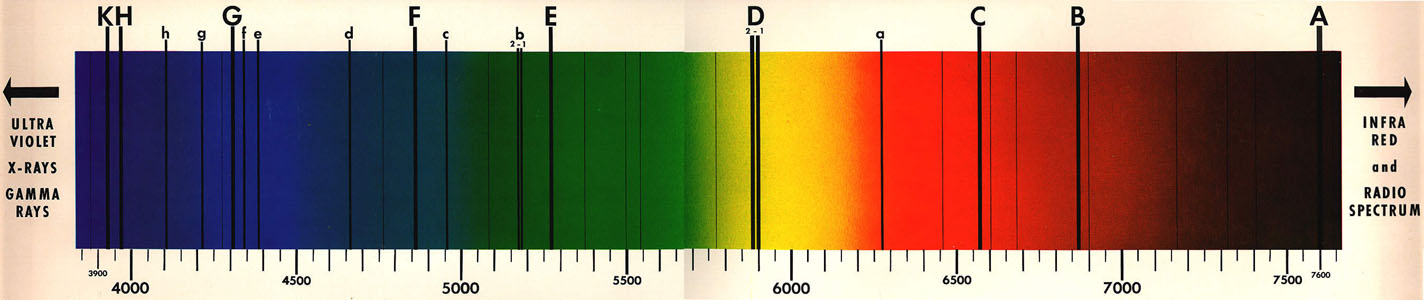 K H h g G f e d F c b E D a C B A
2-1 2-1
ULTRA
VIOLET
X-RAYS
GAMMA
RAYS
INFRA
RED
and
RADIO
SPECTRUM
3900 4000 4500 5000 5500 6000 6500 7000 7500 7600